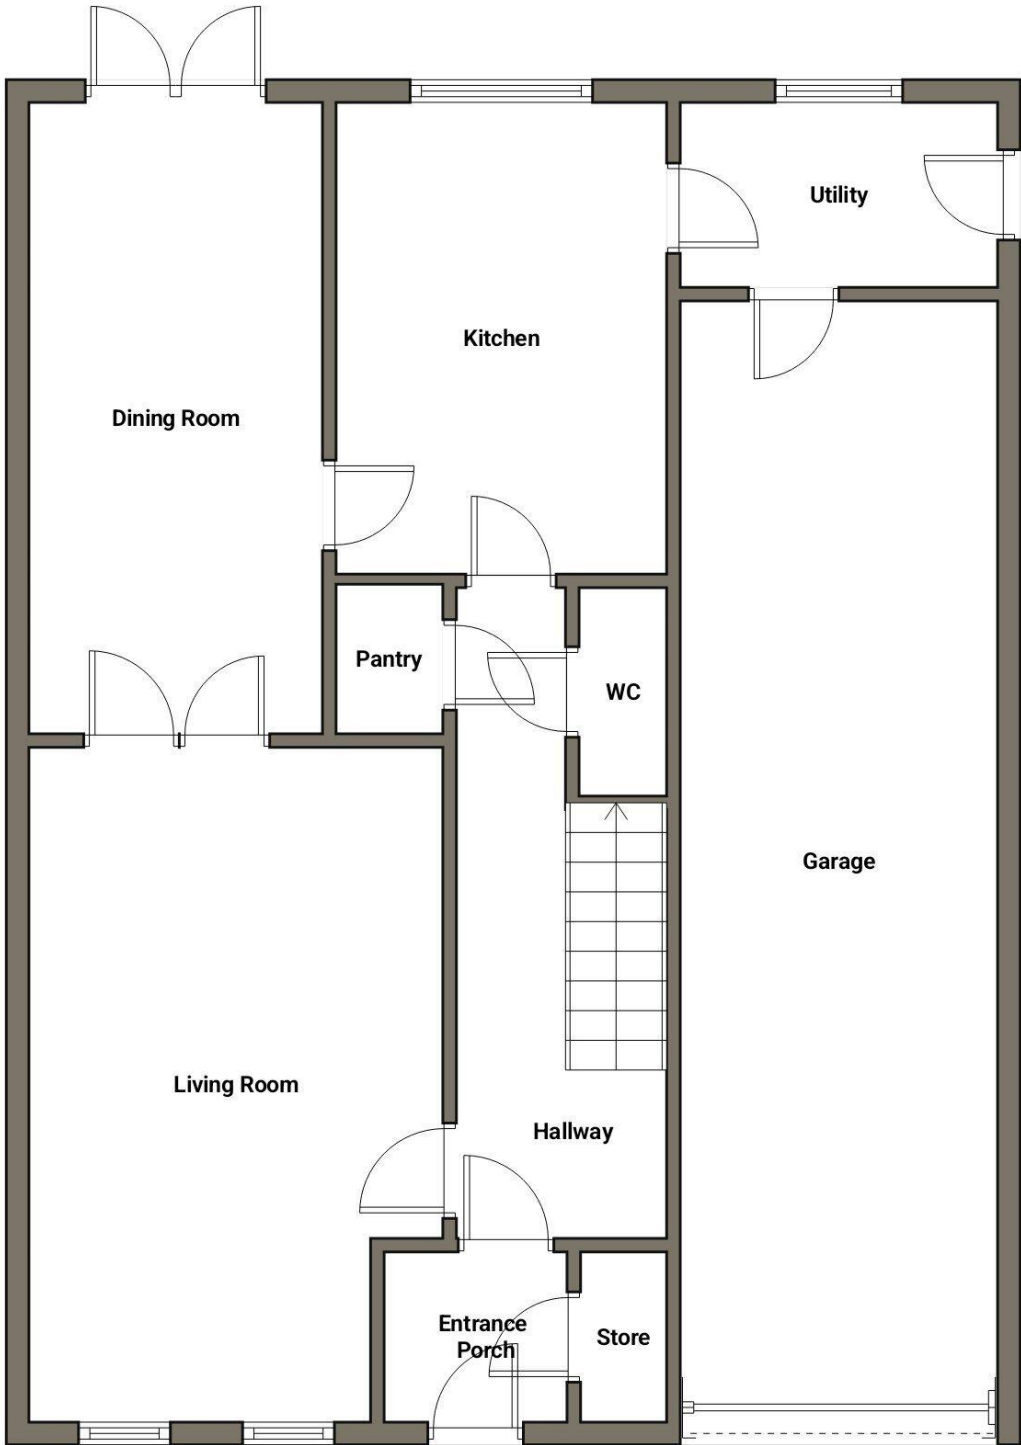 Utility
Kitchen
Dining Room
Pantry
WC
Garage
Living Room
Hallway
Entrance
Porch
Store